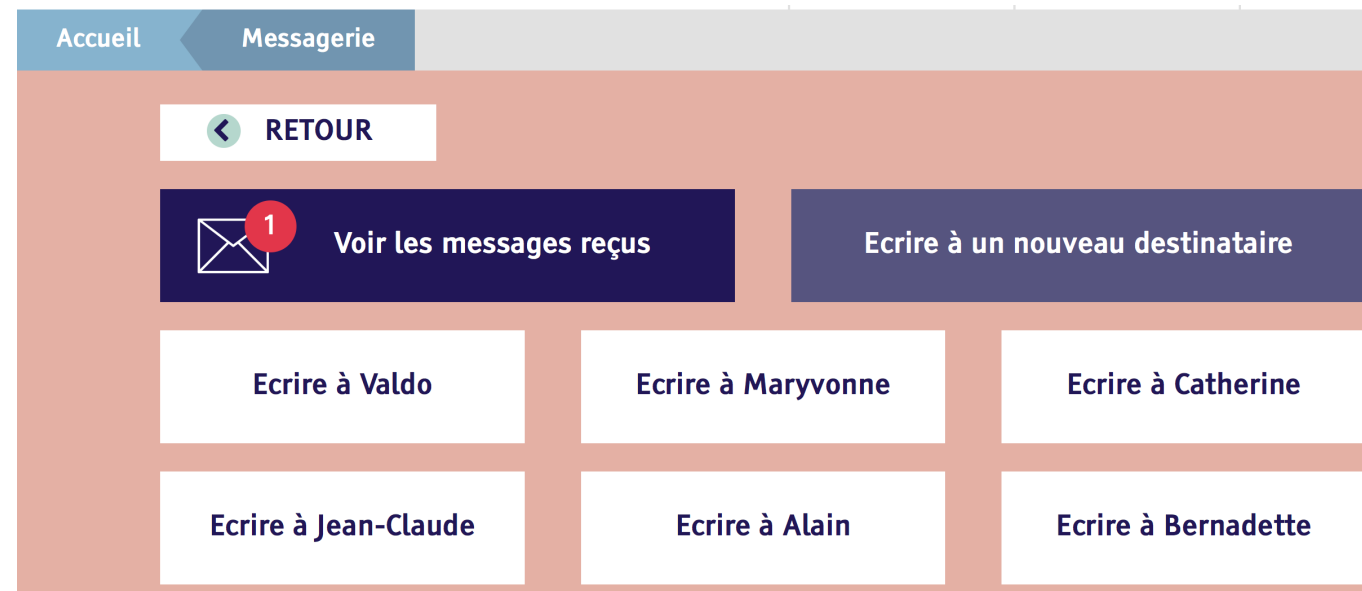 Accueil
Messagerie
RETOUR
1
Voir les messages reçus
Ecrire à un nouveau destinataire
Ecrire à Valdo
Ecrire à Maryvonne
Ecrire à Catherine
Ecrire à Jean-Claude
Ecrire à Alain
Ecrire à Bernadette